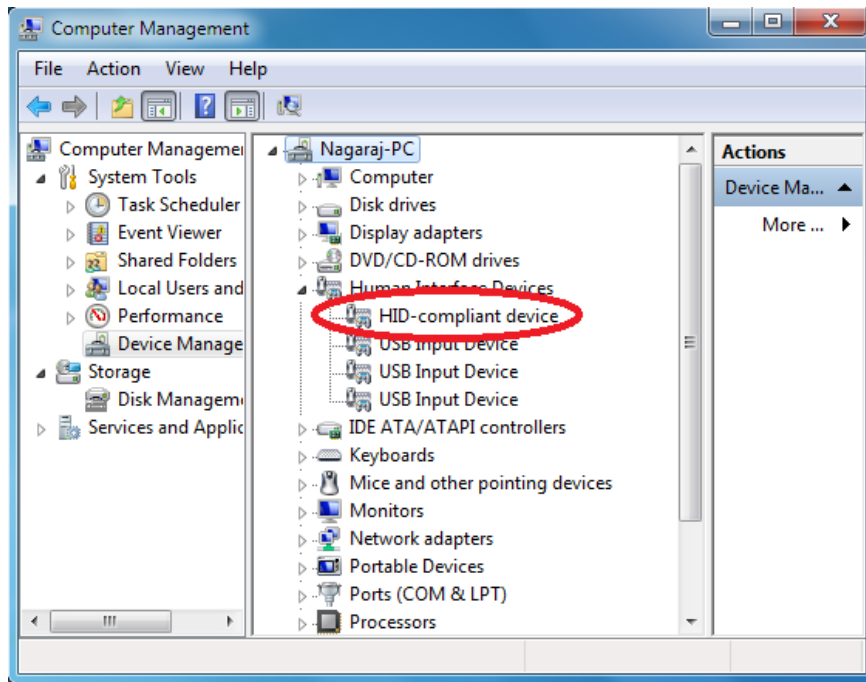 Computer Management
File Action View Help
Computer Managemer
System Tools
Task Scheduler
Event Viewer
Shared Folders
Local Users and
Performance
Device Manage
Storage
Disk Managem
Services and Applic
Nagaraj-PC
Computer
Disk drives
Display adapters
DVD/CD-ROM drives
Human Interface Devices
HID-compliant device
USB Input Device
USB Input Device
USB Input Device
IDE ATA/ATAPI controllers
Keyboards
Mice and other pointing devices
Monitors
Network adapters
Portable Devices
Ports (COM & LPT)
Processors
Actions
Device Ma...
More ...